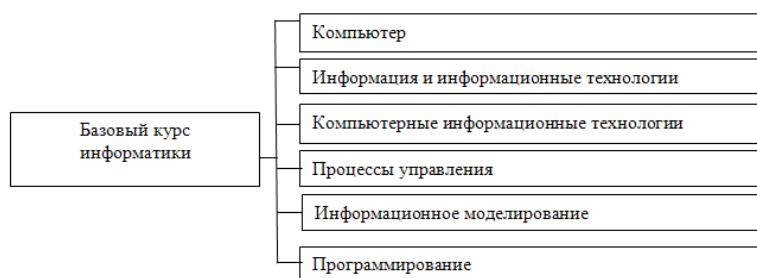 Компьютер
Информация и информационные технологии
Базовый курс
информатики
Компьютерные информационные технологии
Процессы управления
Информационное моделирование
Программирование